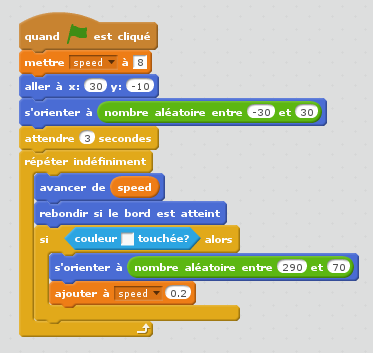 quand est cliqué
mettre speed à 8
aller à x: 30 y: -10
s'orienter à nombre aléatoire entre -30 et 30
attendre 3 secondes
répéter indéfiniment
avancer de speed
rebondir si le bord est atteint
si couleur touchée? alors
s'orienter à nombre aléatoire entre 290 et 70
ajouter à speed 0.2